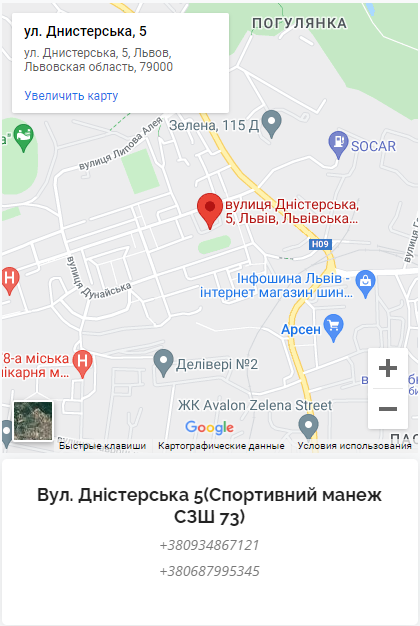 ПОГУЛЯНКА
ул. Днистерська, 5
ул. Днистерська, 5, Львов,
Львовская область, 79000
Увеличить карту
Зелена, 115 Д
SOCAR
а"
вулиця Липова Алея
вулиця Дністерська,
5, Львів, Львівська...
H09
вулиця Дунайська
Інфошина Львів -
інтернет магазин шин...
Арсен
8-а міська
лікарня м...
Делівері №2
ЖК Avalon Zelena Street
Google
Быстрые клавиши
Картографические данные
Условия использования
Вул. Дністерська 5(Спортивний манеж
СЗШ 73)
+380934867121
+380687995345